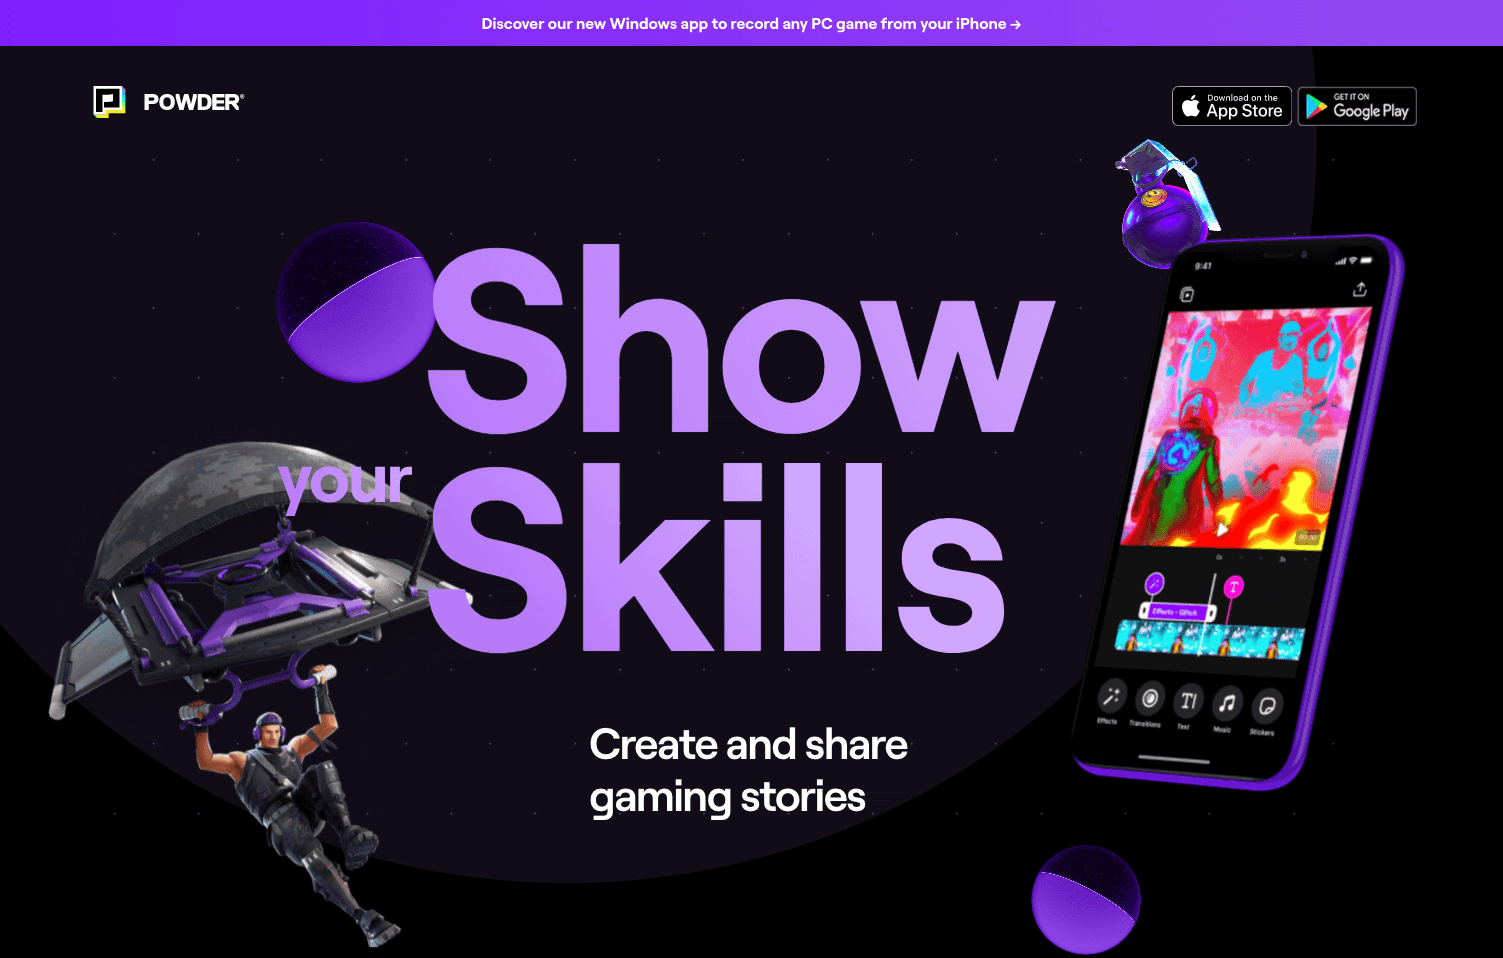 Discover our new Windows app to record any PC game from your iPhone →
POWDER®
Download on the
App Store
GET IT ON
Google Play
Show
your Skills
Create and share
gaming stories
9:41
Effects - Glitch
T
Effects
Transitions
Text
Music
Stickers